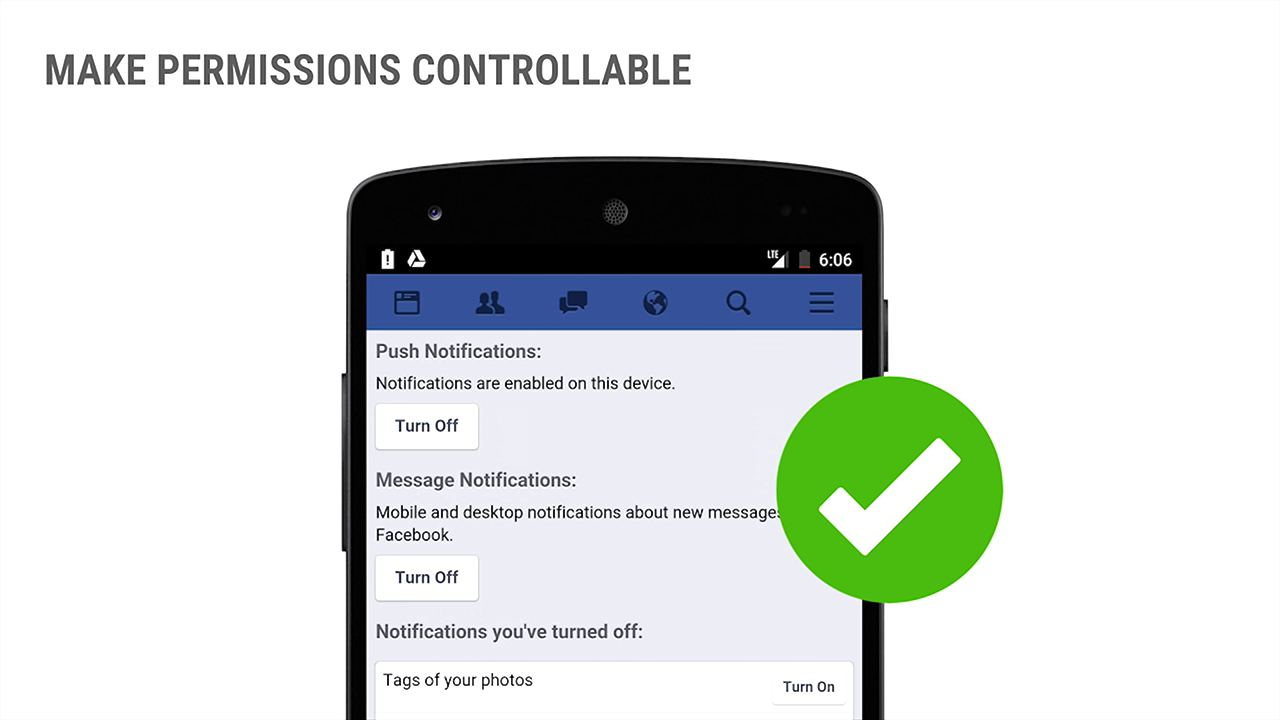 MAKE PERMISSIONS CONTROLLABLE
LTE 6:06
Push Notifications:
Notifications are enabled on this device.
Turn Off
Message Notifications:
Mobile and desktop notifications about new messages
Facebook.
Turn Off
Notifications you've turned off:
Tags of your photos
Turn On